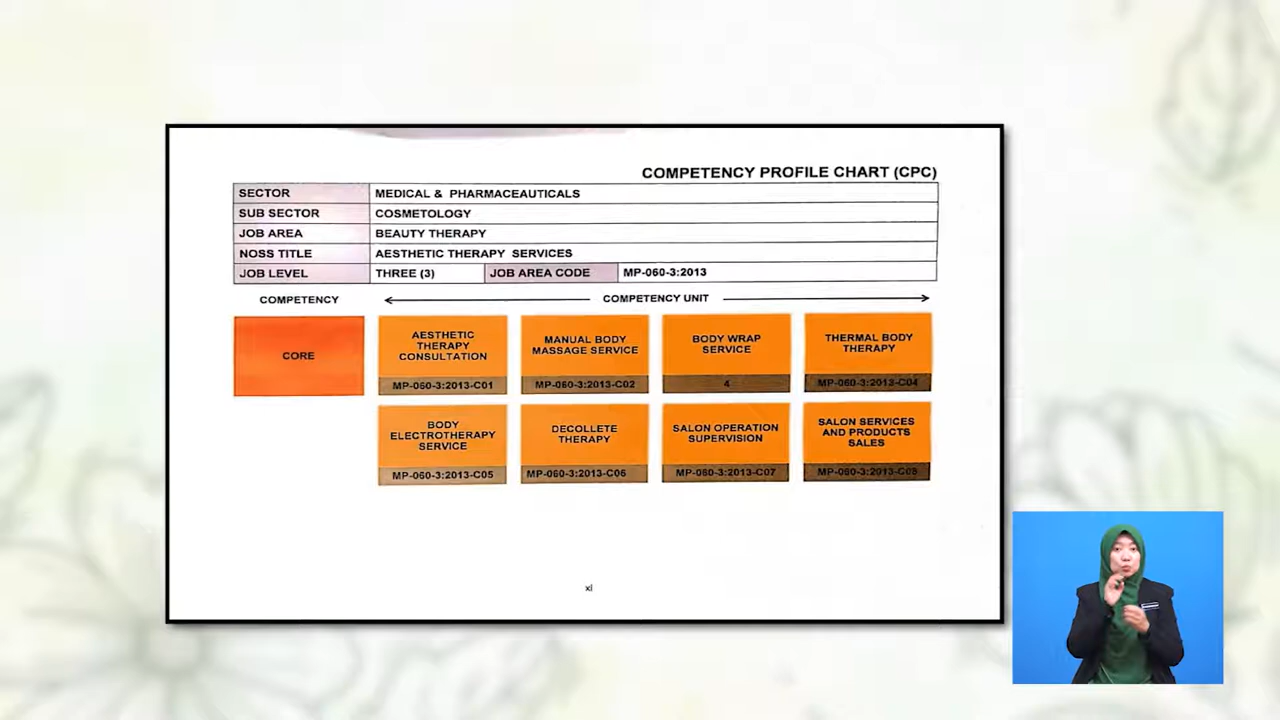 COMPETENCY PROFILE CHART (CPC)
SECTOR MEDICAL & PHARMACEUTICALS
SUB SECTOR COSMETOLOGY
JOB AREA BEAUTY THERAPY
NOSS TITLE AESTHETIC THERAPY SERVICES
JOB LEVEL THREE (3) JOB AREA CODE MP-060-3:2013
COMPETENCY COMPETENCY UNIT
CORE
AESTHETIC
THERAPY
CONSULTATION
MP-060-3:2013-C01
MANUAL BODY
MASSAGE SERVICE
MP-060-3:2013-C02
BODY WRAP
SERVICE
4
THERMAL BODY
THERAPY
MP-060-3:2013-C04
BODY
ELECTROTHERAPY
SERVICE
MP-060-3:2013-C05
DECOLLETE
THERAPY
MP-060-3:2013-C06
SALON OPERATION
SUPERVISION
MP-060-3:2013-C07
SALON SERVICES
AND PRODUCTS
SALES
MP-060-3:2013-C08
xi